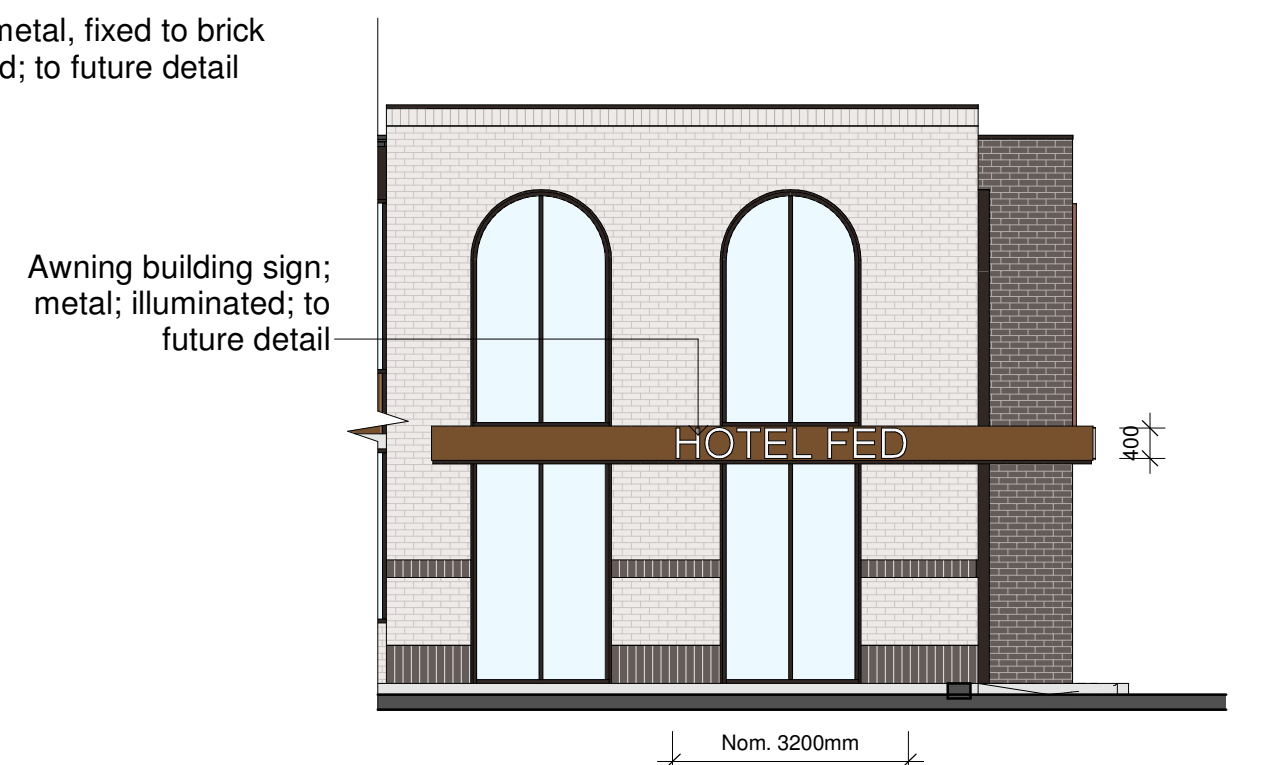 metal, fixed to brick
d; to future detail
Awning building sign;
metal; illuminated; to
future detail
HOTEL FED
400
Nom. 3200mm